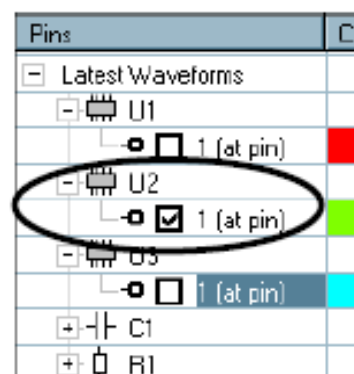 Pins C
Latest Waveforms
U1
1 (at pin)
U2
1 (at pin)
U3
1 (at pin)
C1
R1